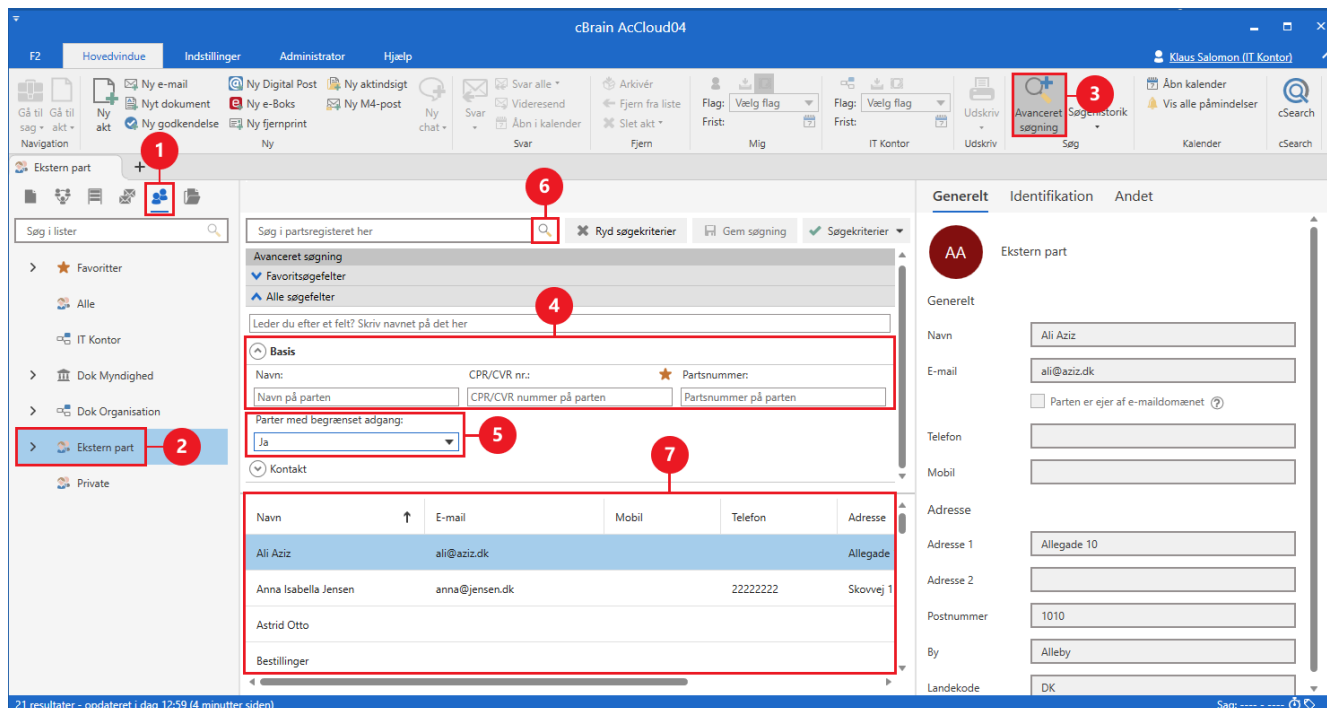 cBrain AcCloud04
F2 Hovedvindue Indstillinger Administrator Hjælp Klaus Salomon (IT Kontor)
Gå til sag Gå til akt
Navigation
Ny akt
Ny e-mail
Nyt dokument
Ny godkendelse
Ny Digital Post
Ny e-Boks
Ny fjernprint
Ny aktindsigt
Ny M4-post
Ny chat
Ny
Svar
Svar alle
Videresend
Åbn i kalender
Svar
Arkivér
Fjern fra liste
Slet akt
Fjern
Flag: Vælg flag
Frist:
Mig
Flag: Vælg flag
Frist:
IT Kontor
Udskriv
Udskriv
Avanceret søgning
Søgehistorik
3
Søg
Åbn kalender
Vis alle påmindelser
Kalender
cSearch
cSearch
1
Ekstern part +
Søg i lister
Favoritter
Alle
IT Kontor
Dok Myndighed
Dok Organisation
Ekstern part
2
Private
6
Søg i partsregisteret her
Ryd søgekriterier Gem søgning Søgekriterier
Avanceret søgning
Favoritsøgefelter
Alle søgefelter
4
Leder du efter et felt? Skriv navnet på det her
Basis
Navn: CPR/CVR nr.: Partsnummer:
Navn på parten CPR/CVR nummer på parten Partsnummer på parten
Parter med begrænset adgang:
Ja
5
Kontakt
7
Navn E-mail Mobil Telefon Adresse
Ali Aziz ali@aziz.dk Allegade
Anna Isabella Jensen anna@jensen.dk 22222222 Skovvej 1
Astrid Otto
Bestillinger
Generelt Identifikation Andet
AA Ekstern part
Generelt
Navn Ali Aziz
E-mail ali@aziz.dk
Parten er ejer af e-maildomænet ?
Telefon
Mobil
Adresse
Adresse 1 Allegade 10
Adresse 2
Postnummer 1010
By Alleby
Landekode DK
21 resultater - opdateret i dag 12:59 (4 minutter siden) Sag: ---- - ----